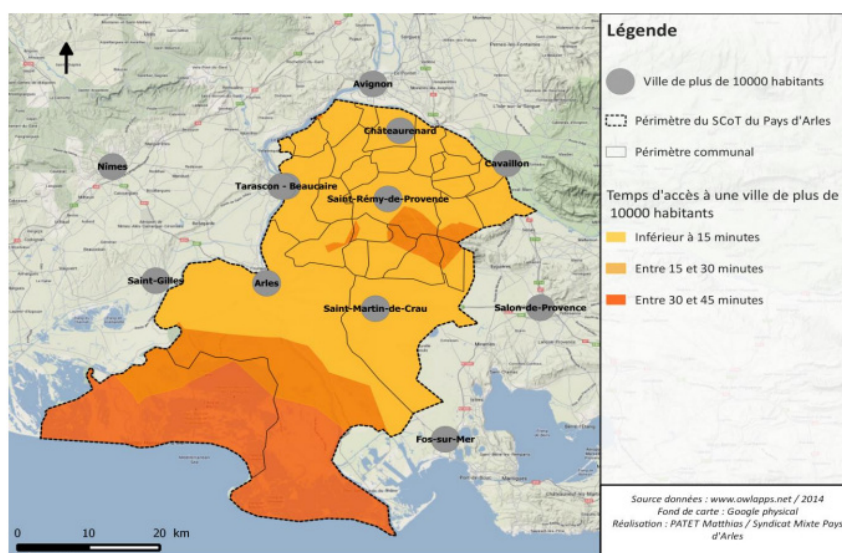 Avignon
Châteaurenard
Nîmes
Cavaillon
Tarascon - Beaucaire
Saint-Rémy-de-Provence
Saint-Gilles
Arles
Saint-Martin-de-Crau
Salon-de-Provence
Fos-sur-Mer
0 10 20 km
Légende
Ville de plus de 10000 habitants
Périmètre du SCoT du Pays d'Arles
Périmètre communal
Temps d'accès à une ville de plus de
10000 habitants
Inférieur à 15 minutes
Entre 15 et 30 minutes
Entre 30 et 45 minutes
Source données : www.owlapps.net / 2014
Fond de carte : Google physical
Réalisation : PATET Matthias / Syndicat Mixte Pays
d'Arles